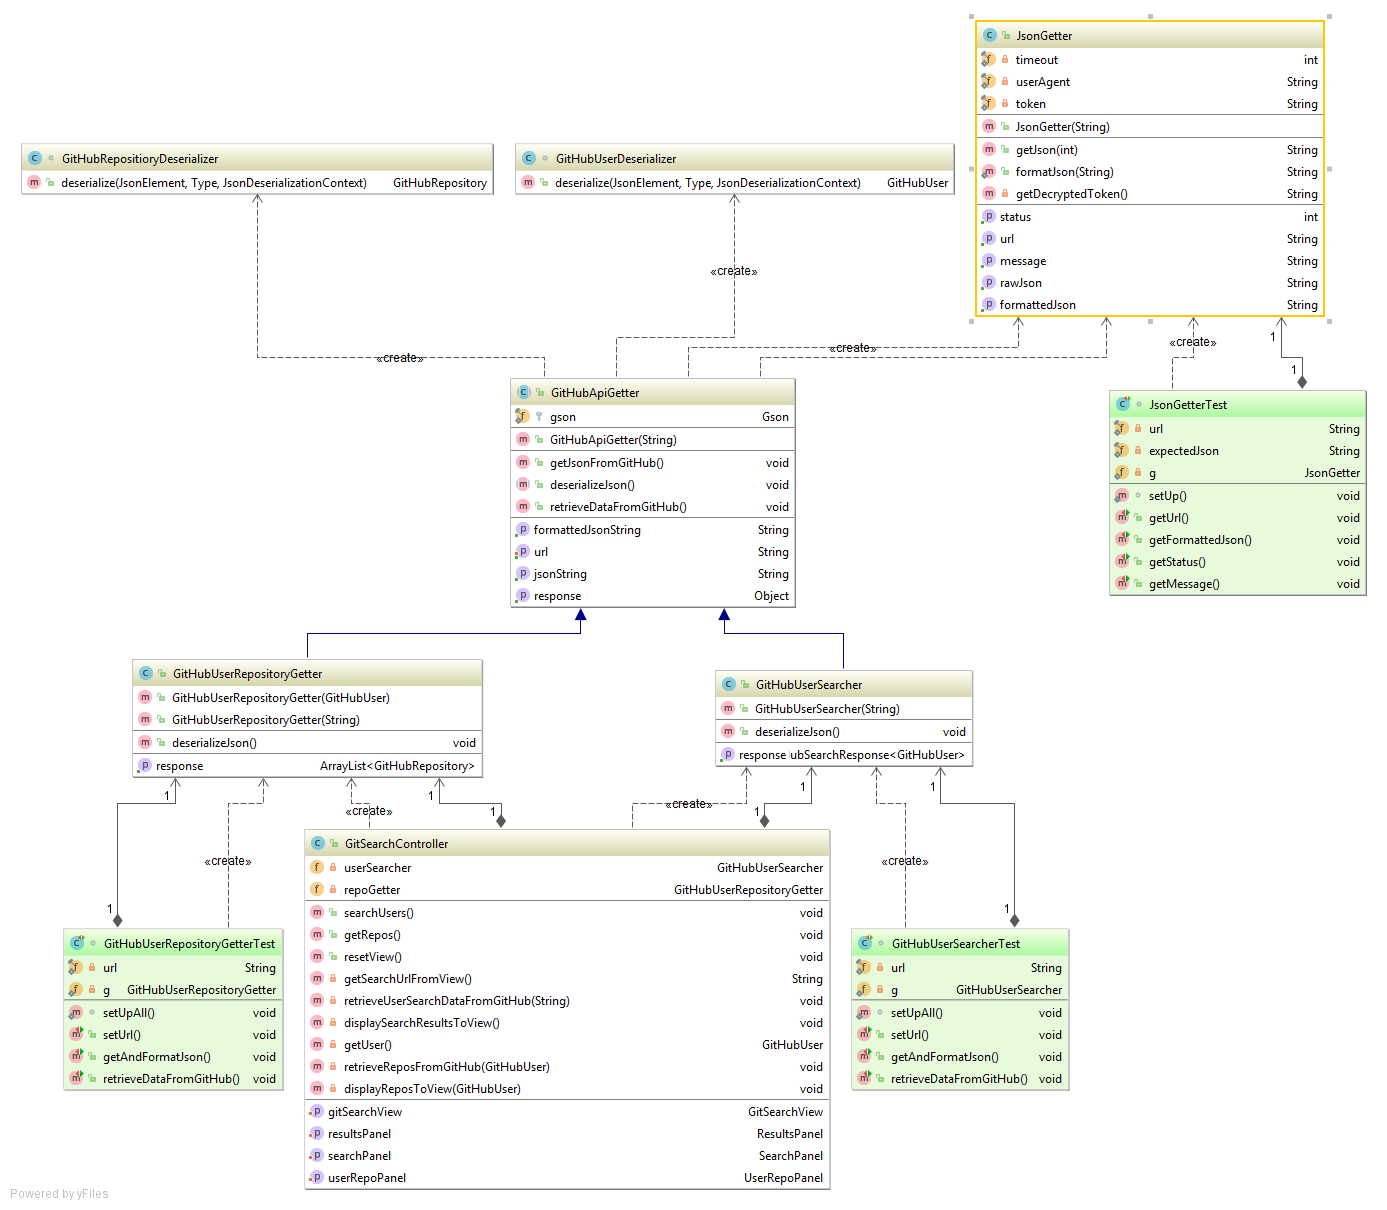 JsonGetter
timeout int
userAgent String
token String
JsonGetter(String)
getJson(int) String
formatJson(String) String
getDecryptedToken() String
status int
url String
message String
rawJson String
formattedJson String
GitHubRepositioryDeserializer
deserialize(JsonElement, Type, JsonDeserializationContext) GitHubRepository
GitHubUserDeserializer
deserialize(JsonElement, Type, JsonDeserializationContext) GitHubUser
«create»
«create»
«create»
«create»
1
1
GitHubApiGetter
gson Gson
GitHubApiGetter(String)
getJsonFromGitHub() void
deserializeJson() void
retrieveDataFromGitHub() void
formattedJsonString String
url String
jsonString String
response Object
JsonGetterTest
url String
expectedJson String
g JsonGetter
setUp() void
getUrl() void
getFormattedJson() void
getStatus() void
getMessage() void
GitHubUserRepositoryGetter
GitHubUserRepositoryGetter(GitHubUser)
GitHubUserRepositoryGetter(String)
deserializeJson() void
response ArrayList<GitHubRepository>
GitHubUserSearcher
GitHubUserSearcher(String)
deserializeJson() void
response ubSearchResponse<GitHubUser>
1
1
1
1
«create»
1
1
«create»
1
1
«create»
«create»
GitSearchController
userSearcher GitHubUserSearcher
repoGetter GitHubUserRepositoryGetter
searchUsers() void
getRepos() void
resetView() void
getSearchUrlFromView() String
retrieveUserSearchDataFromGitHub(String) void
displaySearchResultsToView() void
getUser() GitHubUser
retrieveReposFromGitHub(GitHubUser) void
displayReposToView(GitHubUser) void
gitSearchView GitSearchView
resultsPanel ResultsPanel
searchPanel SearchPanel
userRepoPanel UserRepoPanel
GitHubUserRepositoryGetterTest
url String
g GitHubUserRepositoryGetter
setUpAll() void
setUrl() void
getAndFormatJson() void
retrieveDataFromGitHub() void
GitHubUserSearcherTest
url String
g GitHubUserSearcher
setUpAll() void
setUrl() void
getAndFormatJson() void
retrieveDataFromGitHub() void
Powered by yFiles